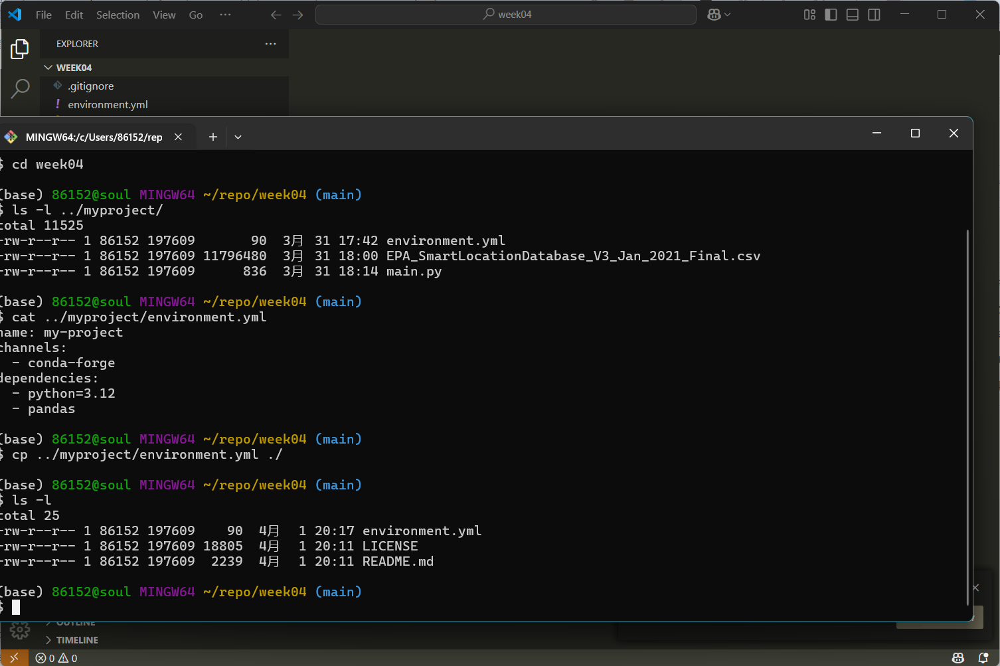 File Edit Selection View Go ··· week04
EXPLORER ···
WEEK04
.gitignore
! environment.yml
MINGW64:/c/Users/86152/rep
$ cd week04
(base) 86152@soul MINGW64 ~/repo/week04 (main)
$ ls -l ../myproject/
total 11525
-rw-r--r-- 1 86152 197609       90  3月 31 17:42 environment.yml
-rw-r--r-- 1 86152 197609 11796480  3月 31 18:00 EPA_SmartLocationDatabase_V3_Jan_2021_Final.csv
-rw-r--r-- 1 86152 197609      836  3月 31 18:14 main.py
(base) 86152@soul MINGW64 ~/repo/week04 (main)
$ cat ../myproject/environment.yml
name: my-project
channels:
  - conda-forge
dependencies:
  - python=3.12
  - pandas
(base) 86152@soul MINGW64 ~/repo/week04 (main)
$ cp ../myproject/environment.yml ./
(base) 86152@soul MINGW64 ~/repo/week04 (main)
$ ls -l
total 25
-rw-r--r-- 1 86152 197609    90  4月  1 20:17 environment.yml
-rw-r--r-- 1 86152 197609 18805  4月  1 20:11 LICENSE
-rw-r--r-- 1 86152 197609  2239  4月  1 20:11 README.md
(base) 86152@soul MINGW64 ~/repo/week04 (main)
$
OUTLINE
TIMELINE
0 0